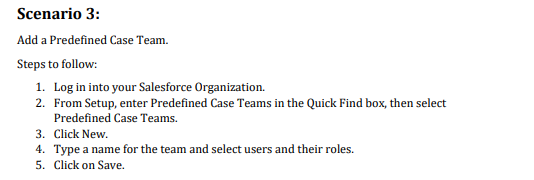 Scenario 3:
Add a Predefined Case Team.
Steps to follow:
1. Log in into your Salesforce Organization.
2. From Setup, enter Predefined Case Teams in the Quick Find box, then select
Predefined Case Teams.
3. Click New.
4. Type a name for the team and select users and their roles.
5. Click on Save.